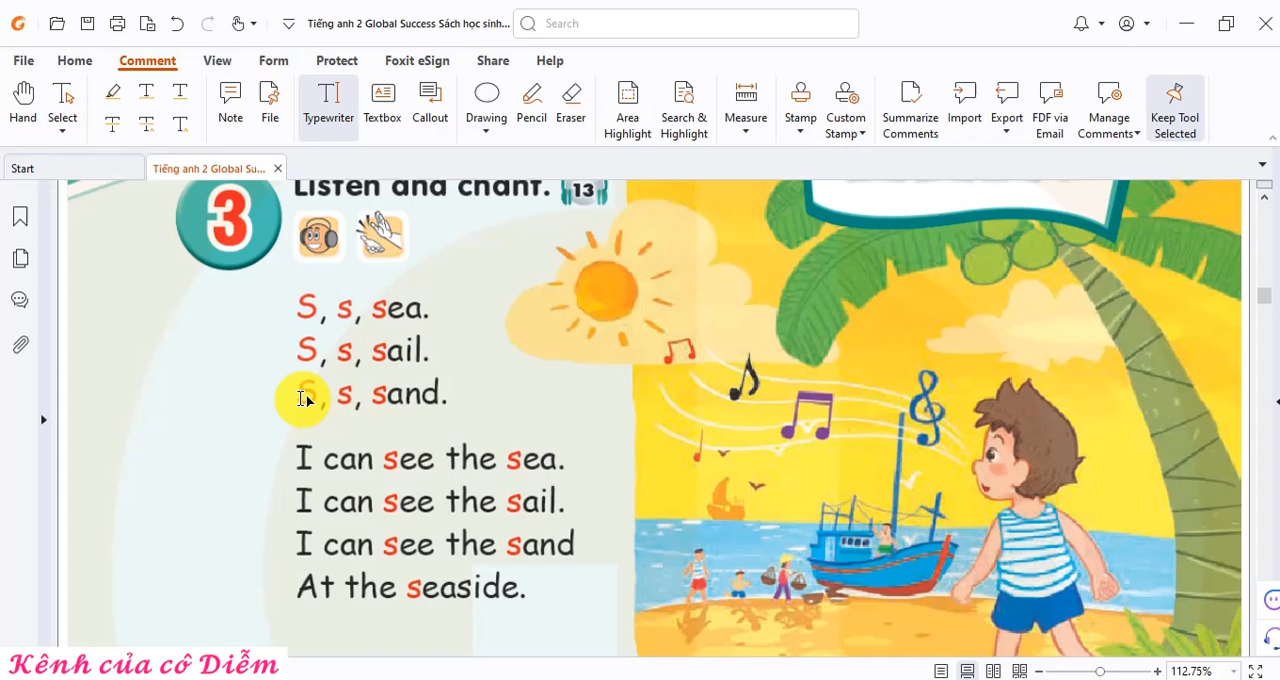 Tiếng anh 2 Global Success Sách học sinh...
Search
File Home Comment View Form Protect Foxit eSign Share Help
Hand
Select
Note
File
Typewriter
Textbox
Callout
Drawing
Pencil
Eraser
Area Highlight
Search & Highlight
Measure
Stamp
Custom Stamp
Summarize Comments
Import
Export
FDF via Email
Manage Comments
Keep Tool Selected
Start
Tiếng anh 2 Global Su...
3
Listen and chant. 13
S, s, sea.
S, s, sail.
S, s, sand.
I can see the sea.
I can see the sail.
I can see the sand
At the seaside.
Kênh của cô Diễm
112.75%